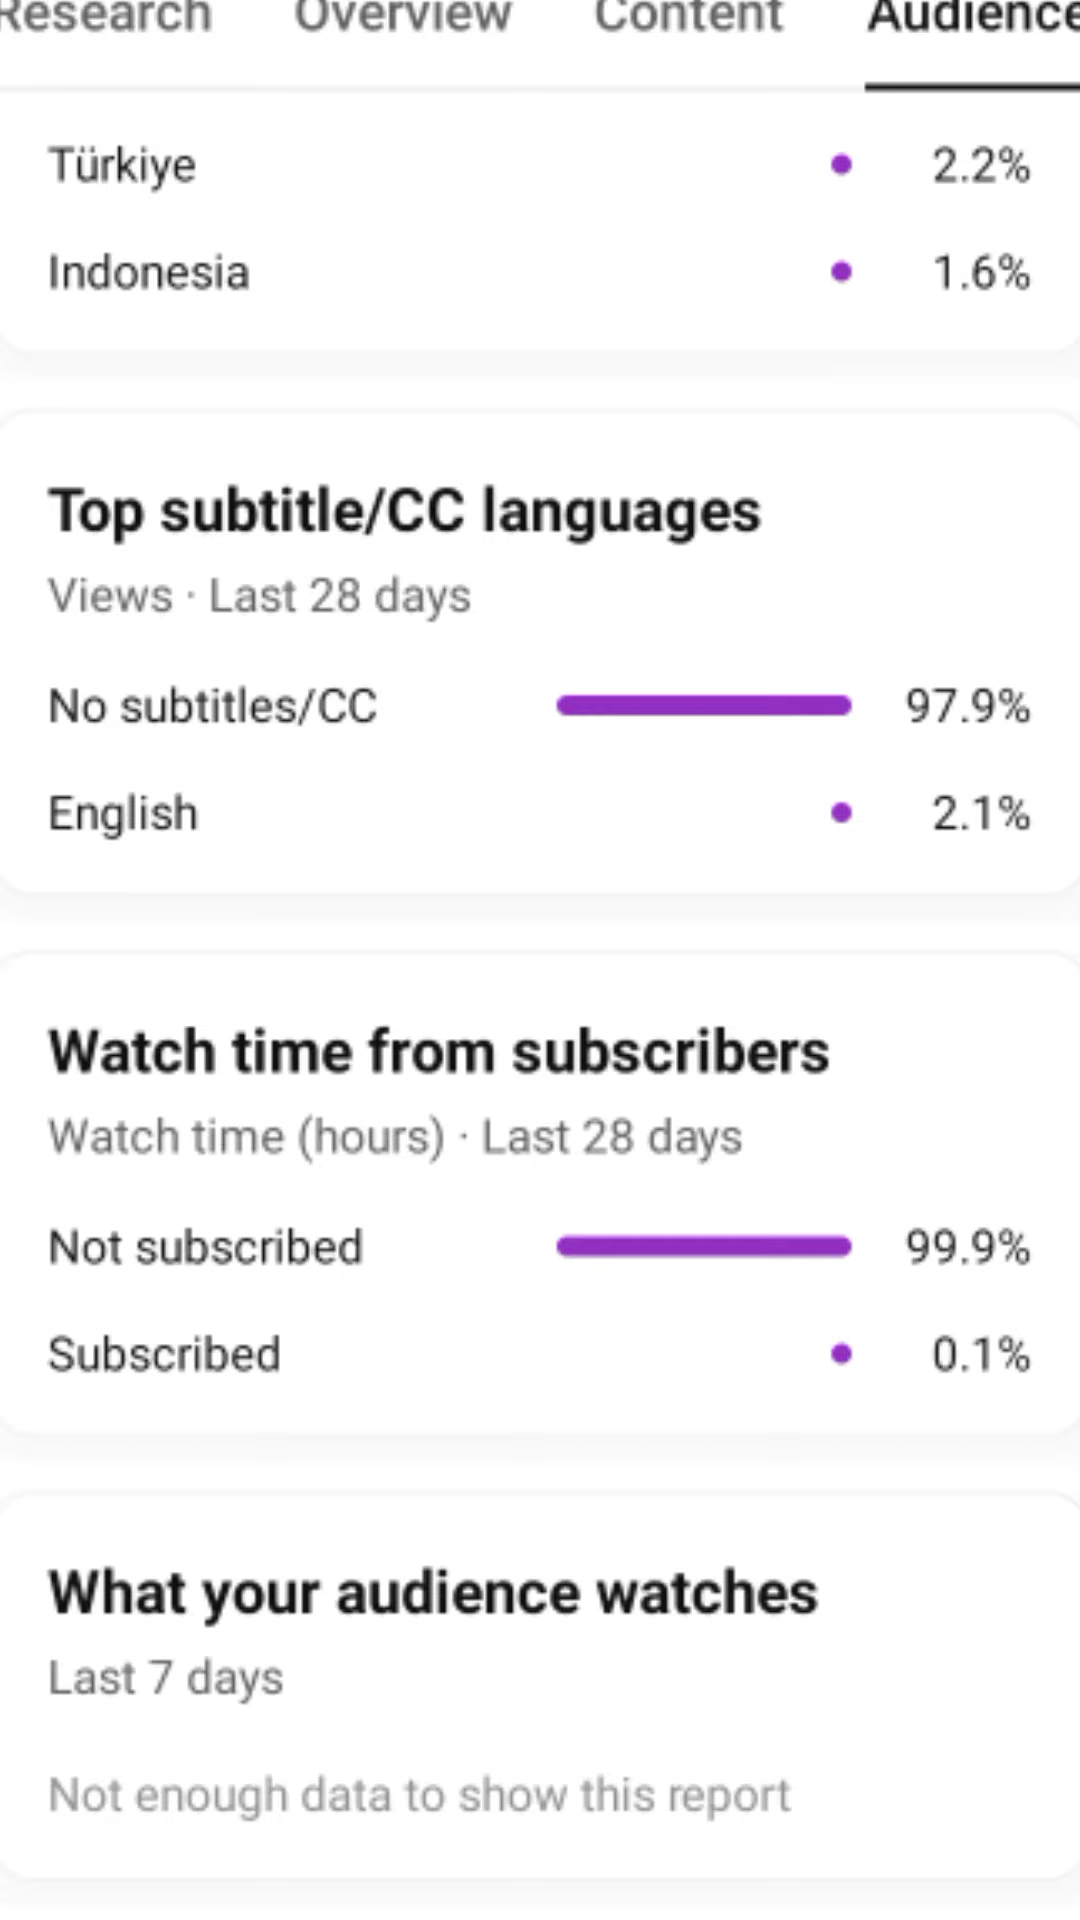 Research Overview Content Audience
Türkiye 2.2%
Indonesia 1.6%
Top subtitle/CC languages
Views · Last 28 days
No subtitles/CC 97.9%
English 2.1%
Watch time from subscribers
Watch time (hours) · Last 28 days
Not subscribed 99.9%
Subscribed 0.1%
What your audience watches
Last 7 days
Not enough data to show this report